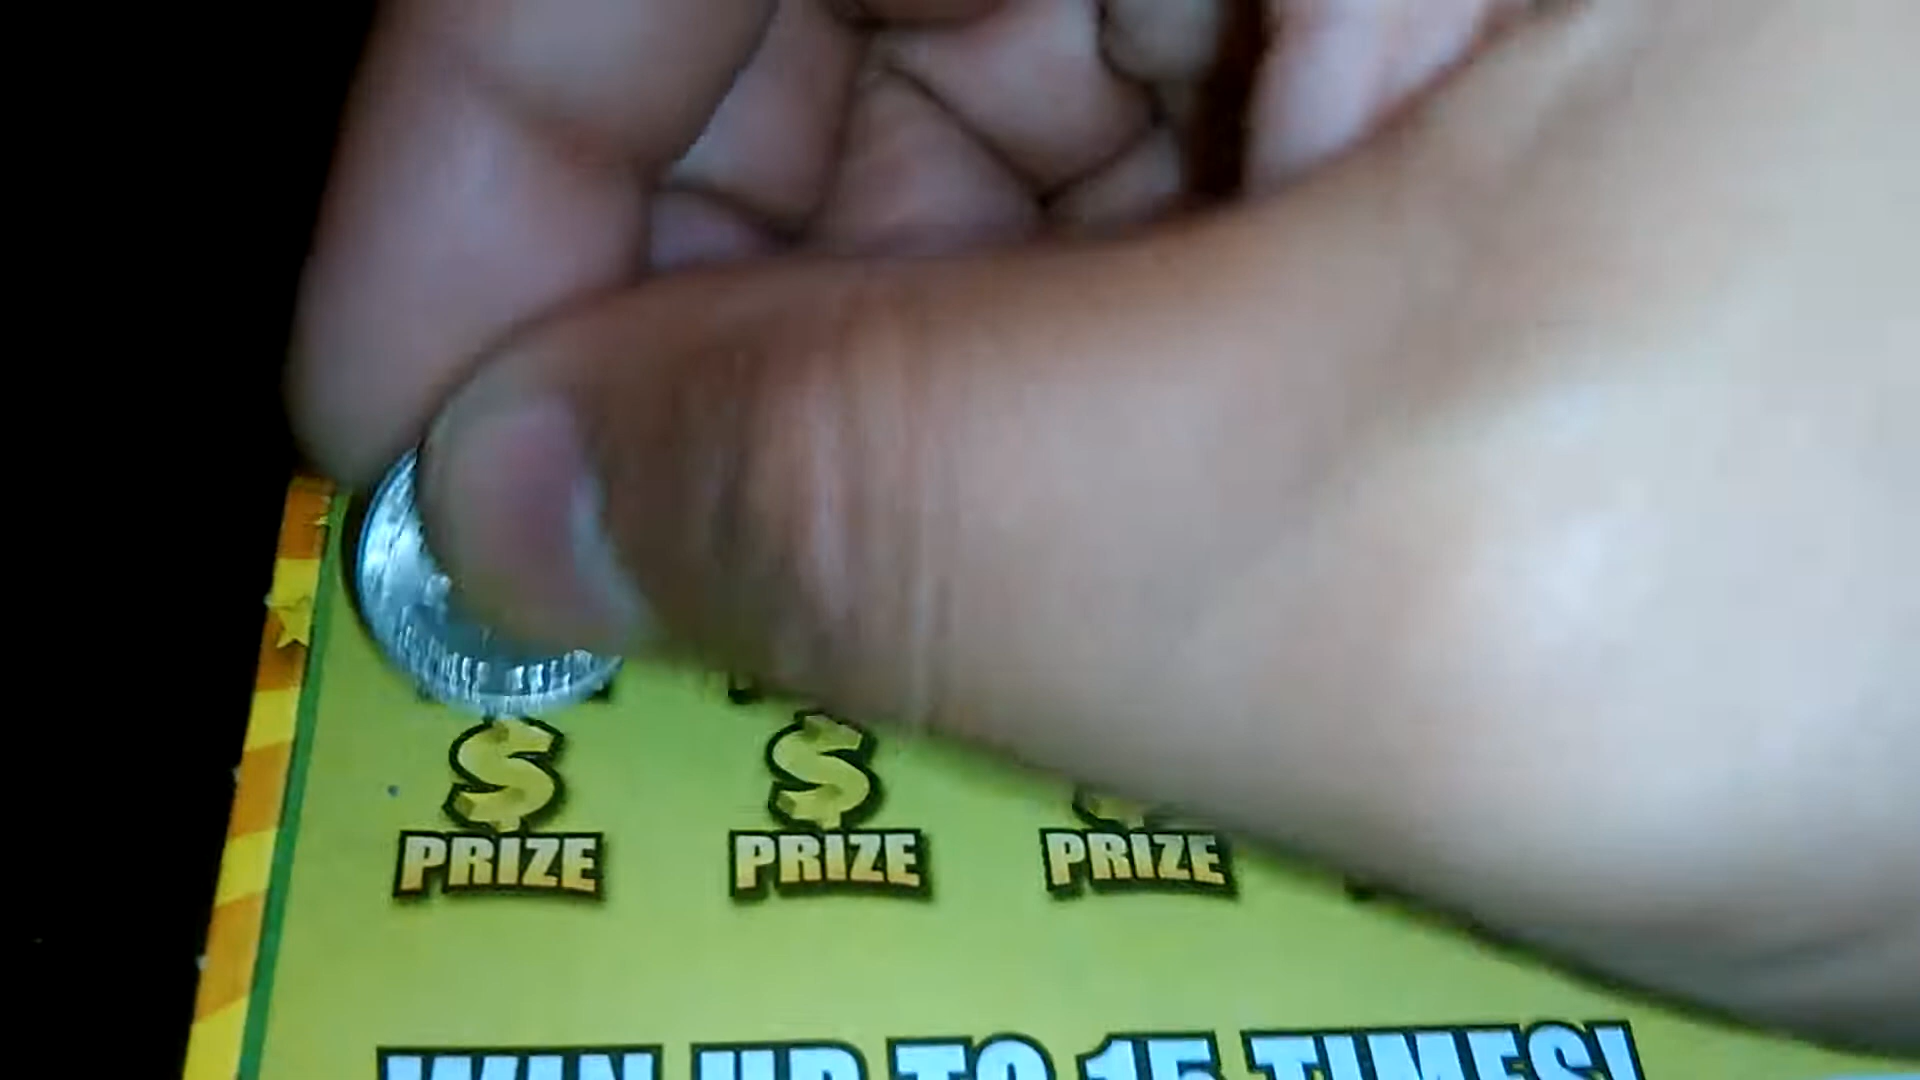 $ $ $
PRIZE PRIZE PRIZE
WIN UP TO 15 TIMES!